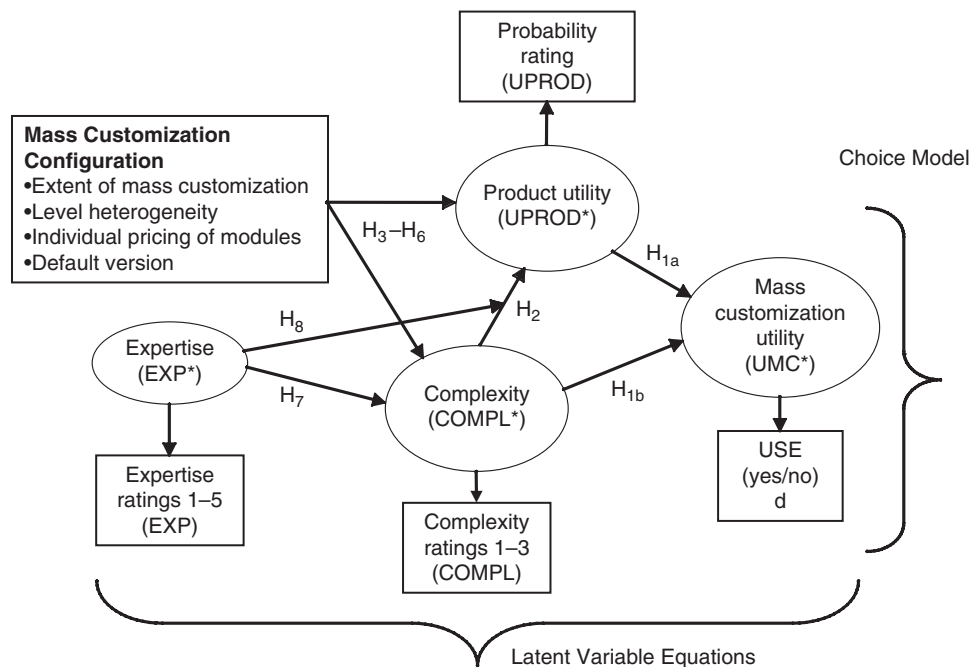 Probability
rating
(UPROD)
Mass Customization
Configuration
•Extent of mass customization
•Level heterogeneity
•Individual pricing of modules
•Default version
Choice Model
Product utility
(UPROD*)
H3–H6
H1a
Mass
customization
utility
(UMC*)
H8
H2
Expertise
(EXP*)
Complexity
(COMPL*)
H7
H1b
USE
(yes/no)
d
Expertise
ratings 1–5
(EXP)
Complexity
ratings 1–3
(COMPL)
Latent Variable Equations